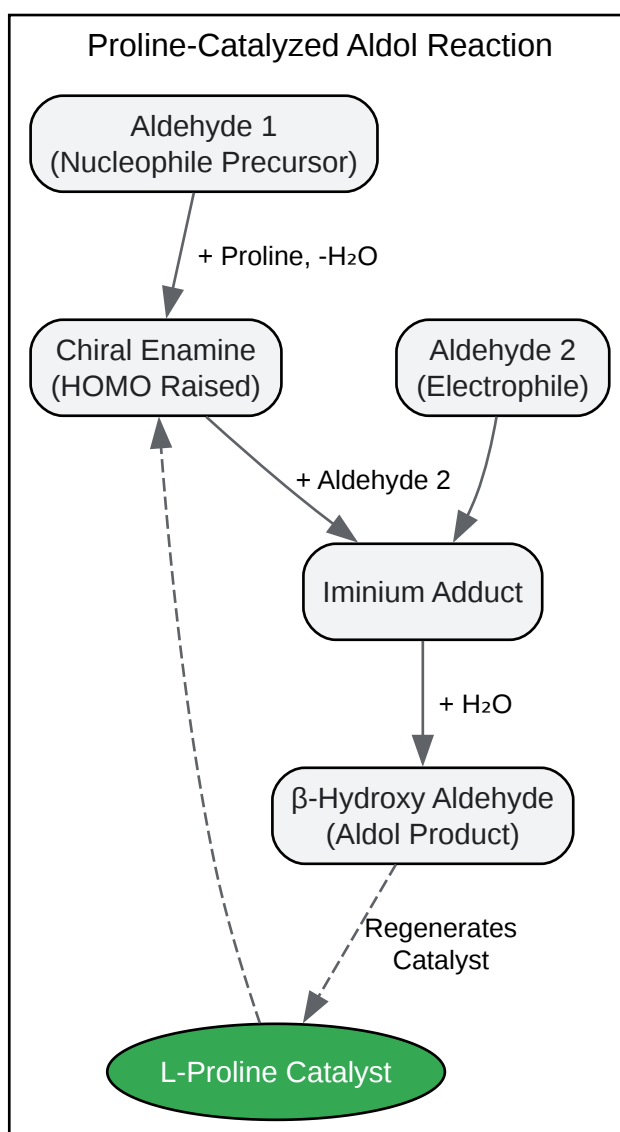 Proline-Catalyzed Aldol Reaction
Aldehyde 1
(Nucleophile Precursor)
+ Proline, -H₂O
Chiral Enamine
(HOMO Raised)
Aldehyde 2
(Electrophile)
+ Aldehyde 2
Iminium Adduct
+ H₂O
β-Hydroxy Aldehyde
(Aldol Product)
Regenerates
Catalyst
L-Proline Catalyst